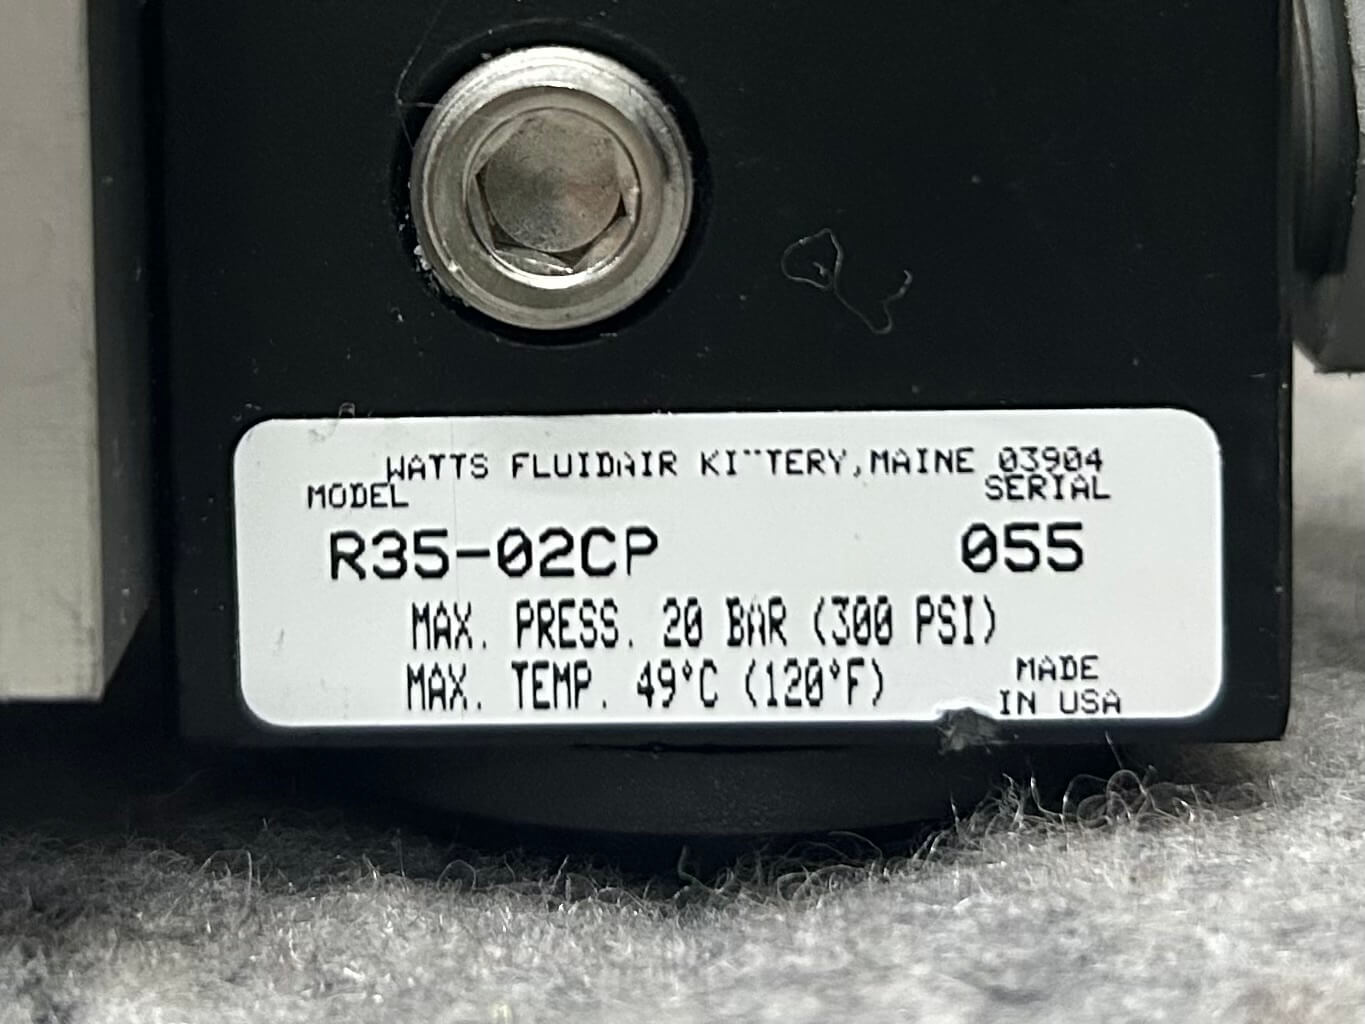 WATTS FLUIDAIR KITTERY, MAINE 03904
MODEL SERIAL
R35-02CP 055
MAX. PRESS. 20 BAR (300 PSI)
MAX. TEMP. 49°C (120°F) MADE
IN USA